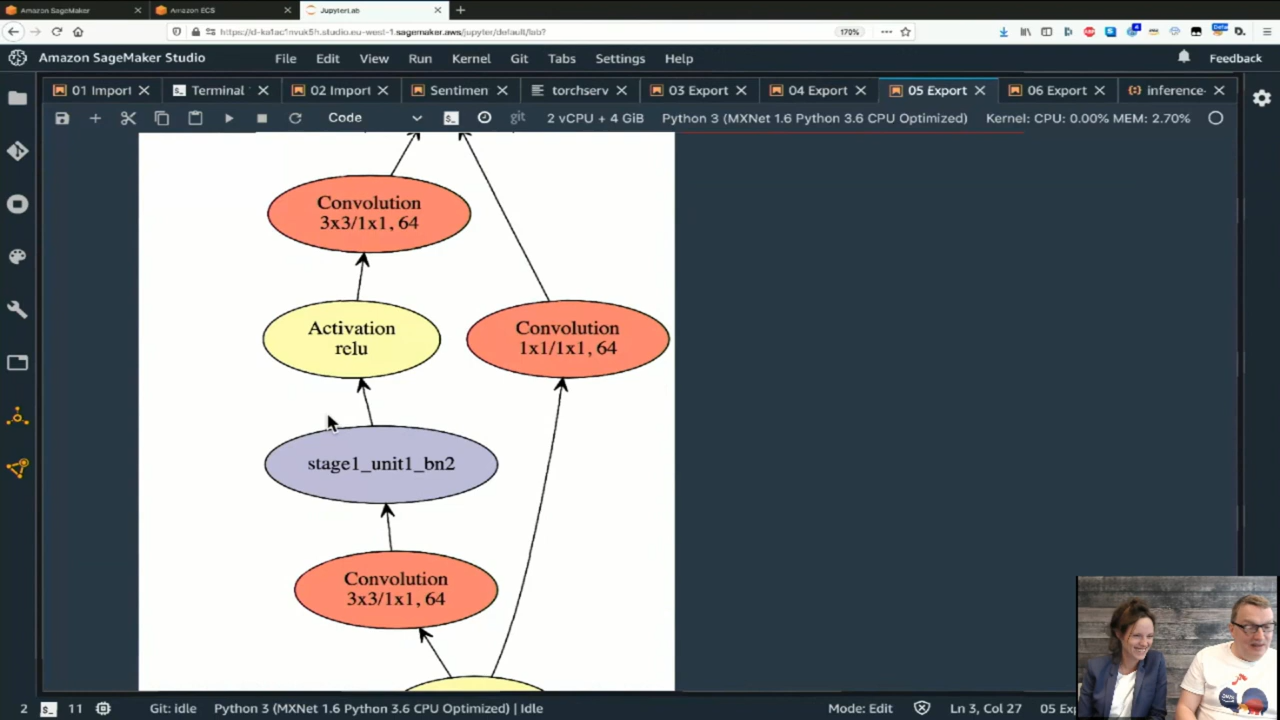 Amazon SageMaker
Amazon ECS
JupyterLab
170%
Amazon SageMaker Studio
File Edit View Run Kernel Git Tabs Settings Help
Feedback
01 Import
Terminal
02 Import
Sentimen
torchserv
03 Export
04 Export
05 Export
06 Export
inference-
Code
git
2 vCPU + 4 GiB
Python 3 (MXNet 1.6 Python 3.6 CPU Optimized)
Kernel: CPU: 0.00% MEM: 2.70%
Convolution
3x3/1x1, 64
Activation
relu
Convolution
1x1/1x1, 64
stage1_unit1_bn2
Convolution
3x3/1x1, 64
2
11
Git: idle
Python 3 (MXNet 1.6 Python 3.6 CPU Optimized) | Idle
Mode: Edit
Ln 3, Col 27
05 Exp